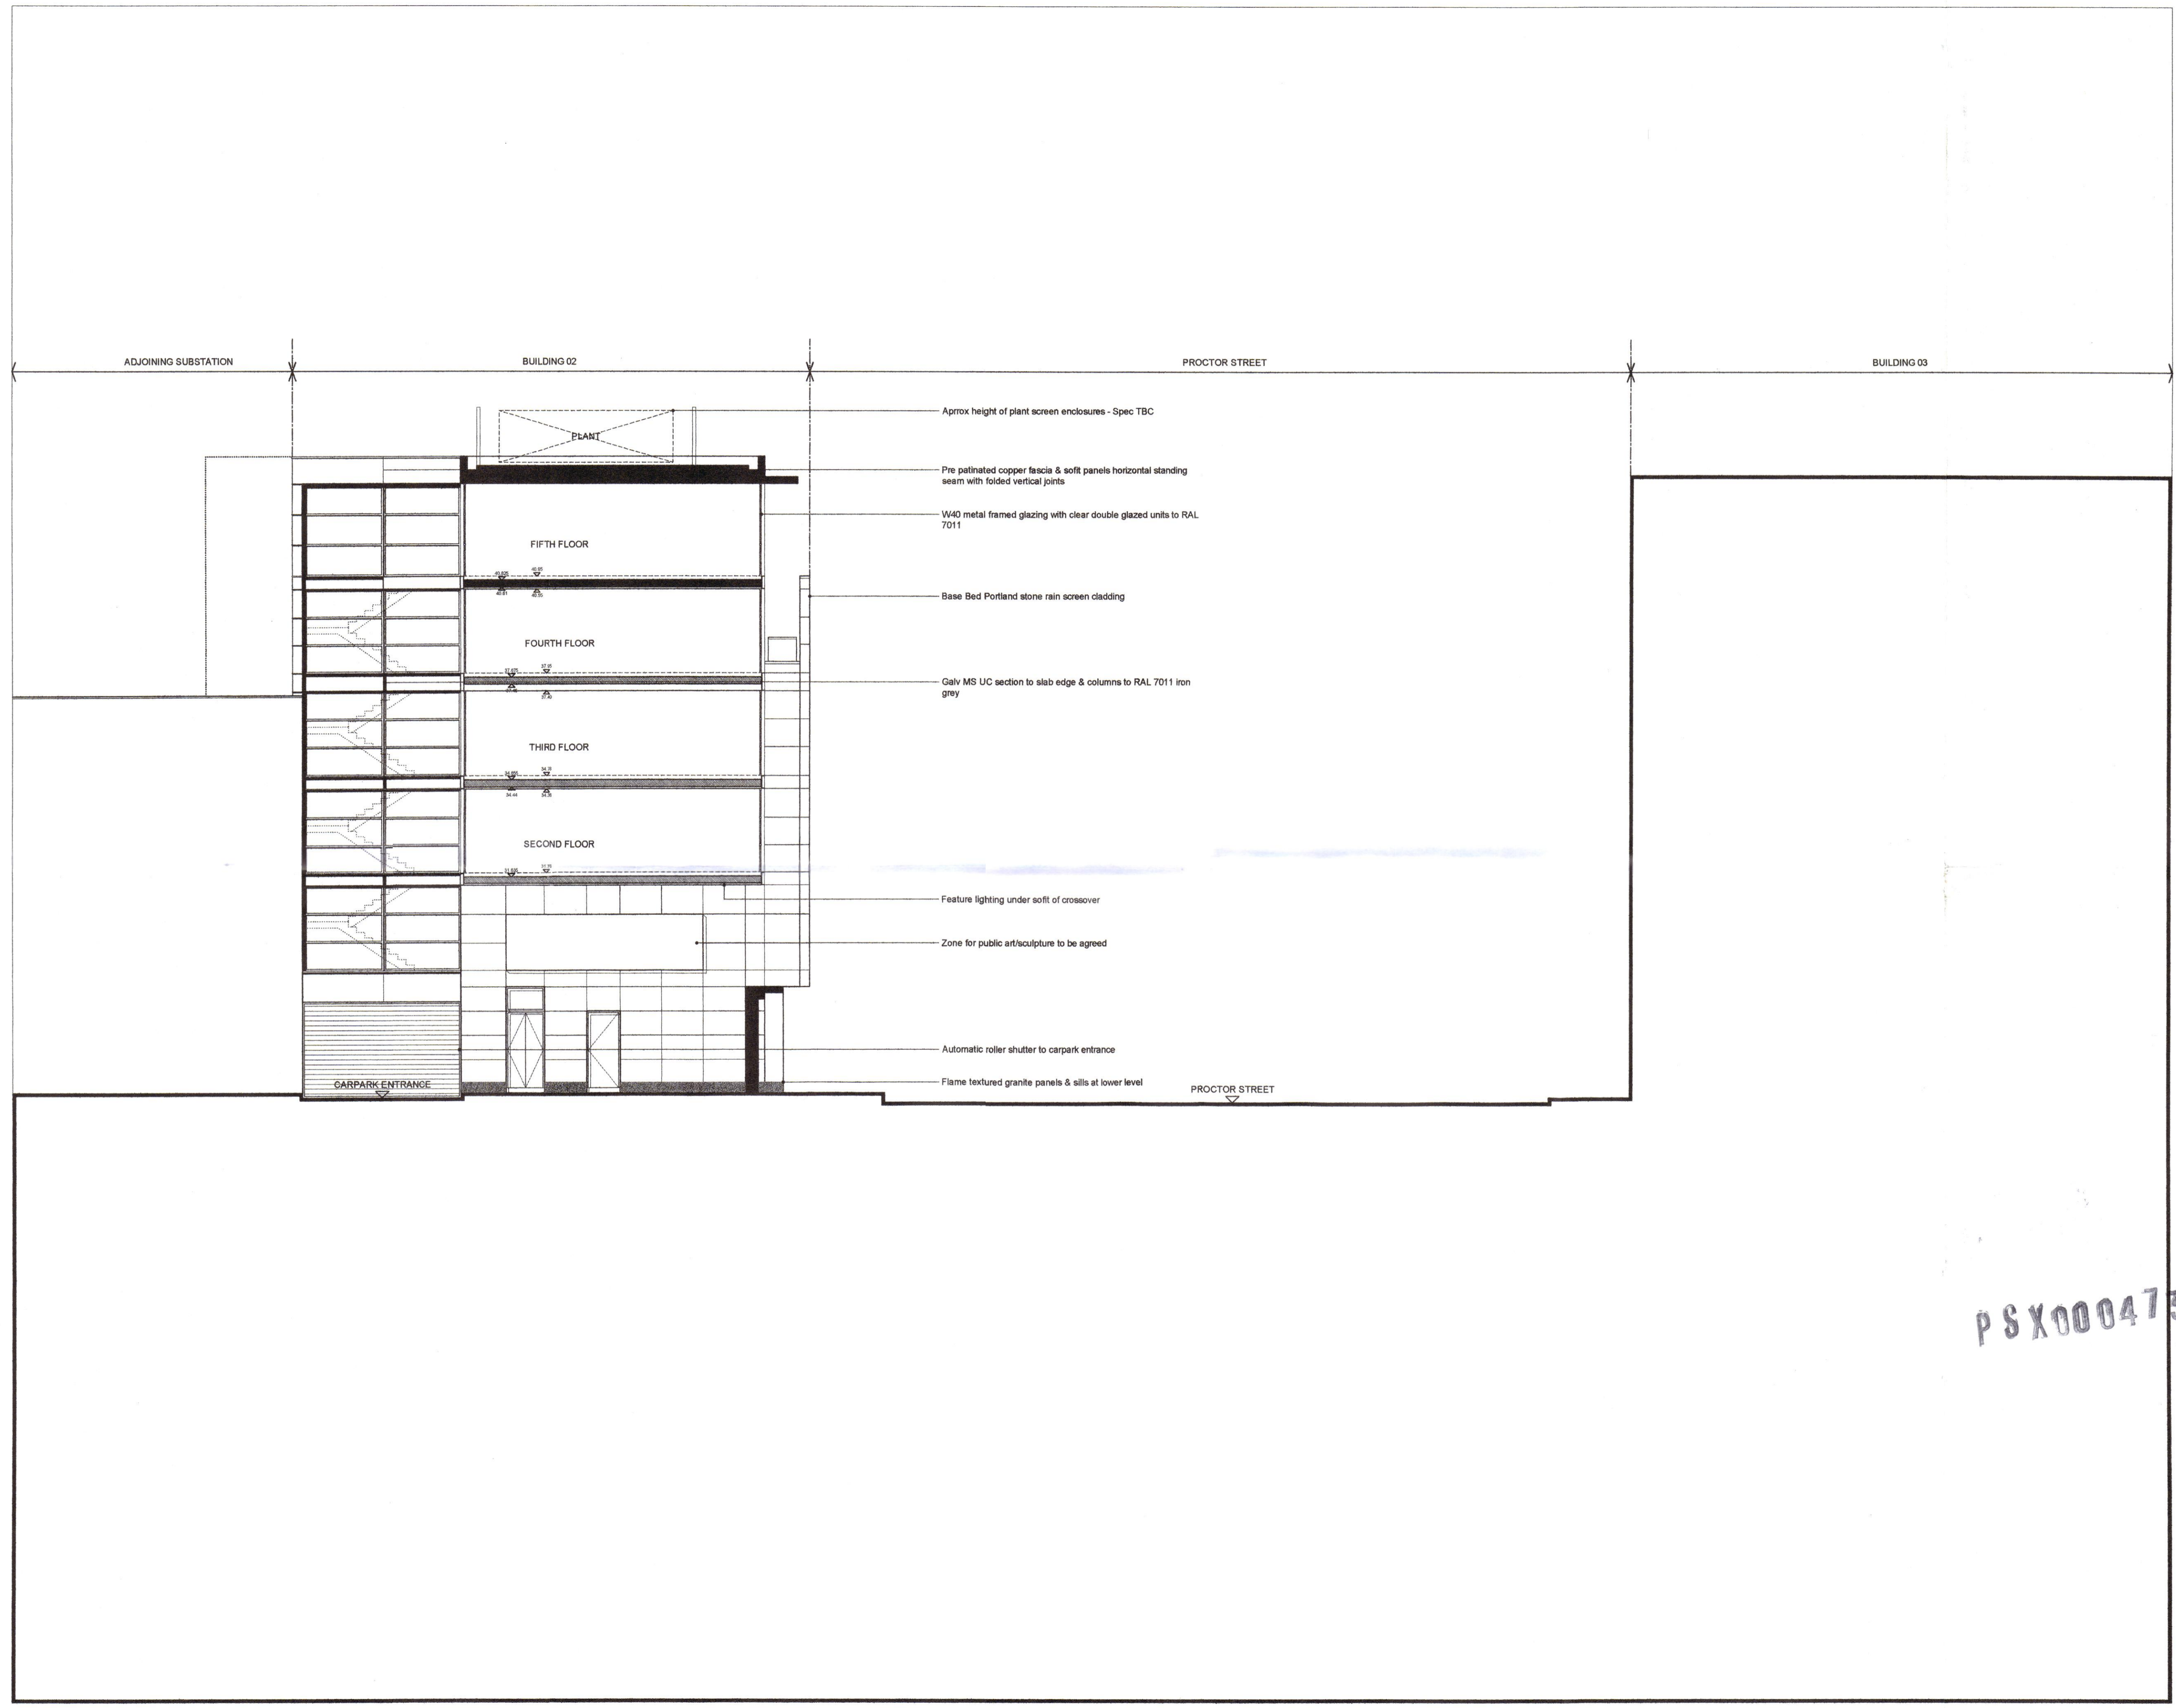 ADJOINING SUBSTATION
BUILDING 02
PROCTOR STREET
BUILDING 03
Aprrox height of plant screen enclosures - Spec TBC
PLANT
Pre patinated copper fascia & sofit panels horizontal standing
seam with folded vertical joints
W40 metal framed glazing with clear double glazed units to RAL
7011
FIFTH FLOOR
Base Bed Portland stone rain screen cladding
FOURTH FLOOR
Galv MS UC section to slab edge & columns to RAL 7011 iron
grey
THIRD FLOOR
SECOND FLOOR
Feature lighting under sofit of crossover
Zone for public art/sculpture to be agreed
Automatic roller shutter to carpark entrance
Flame textured granite panels & sills at lower level
CARPARK ENTRANCE
PROCTOR STREET